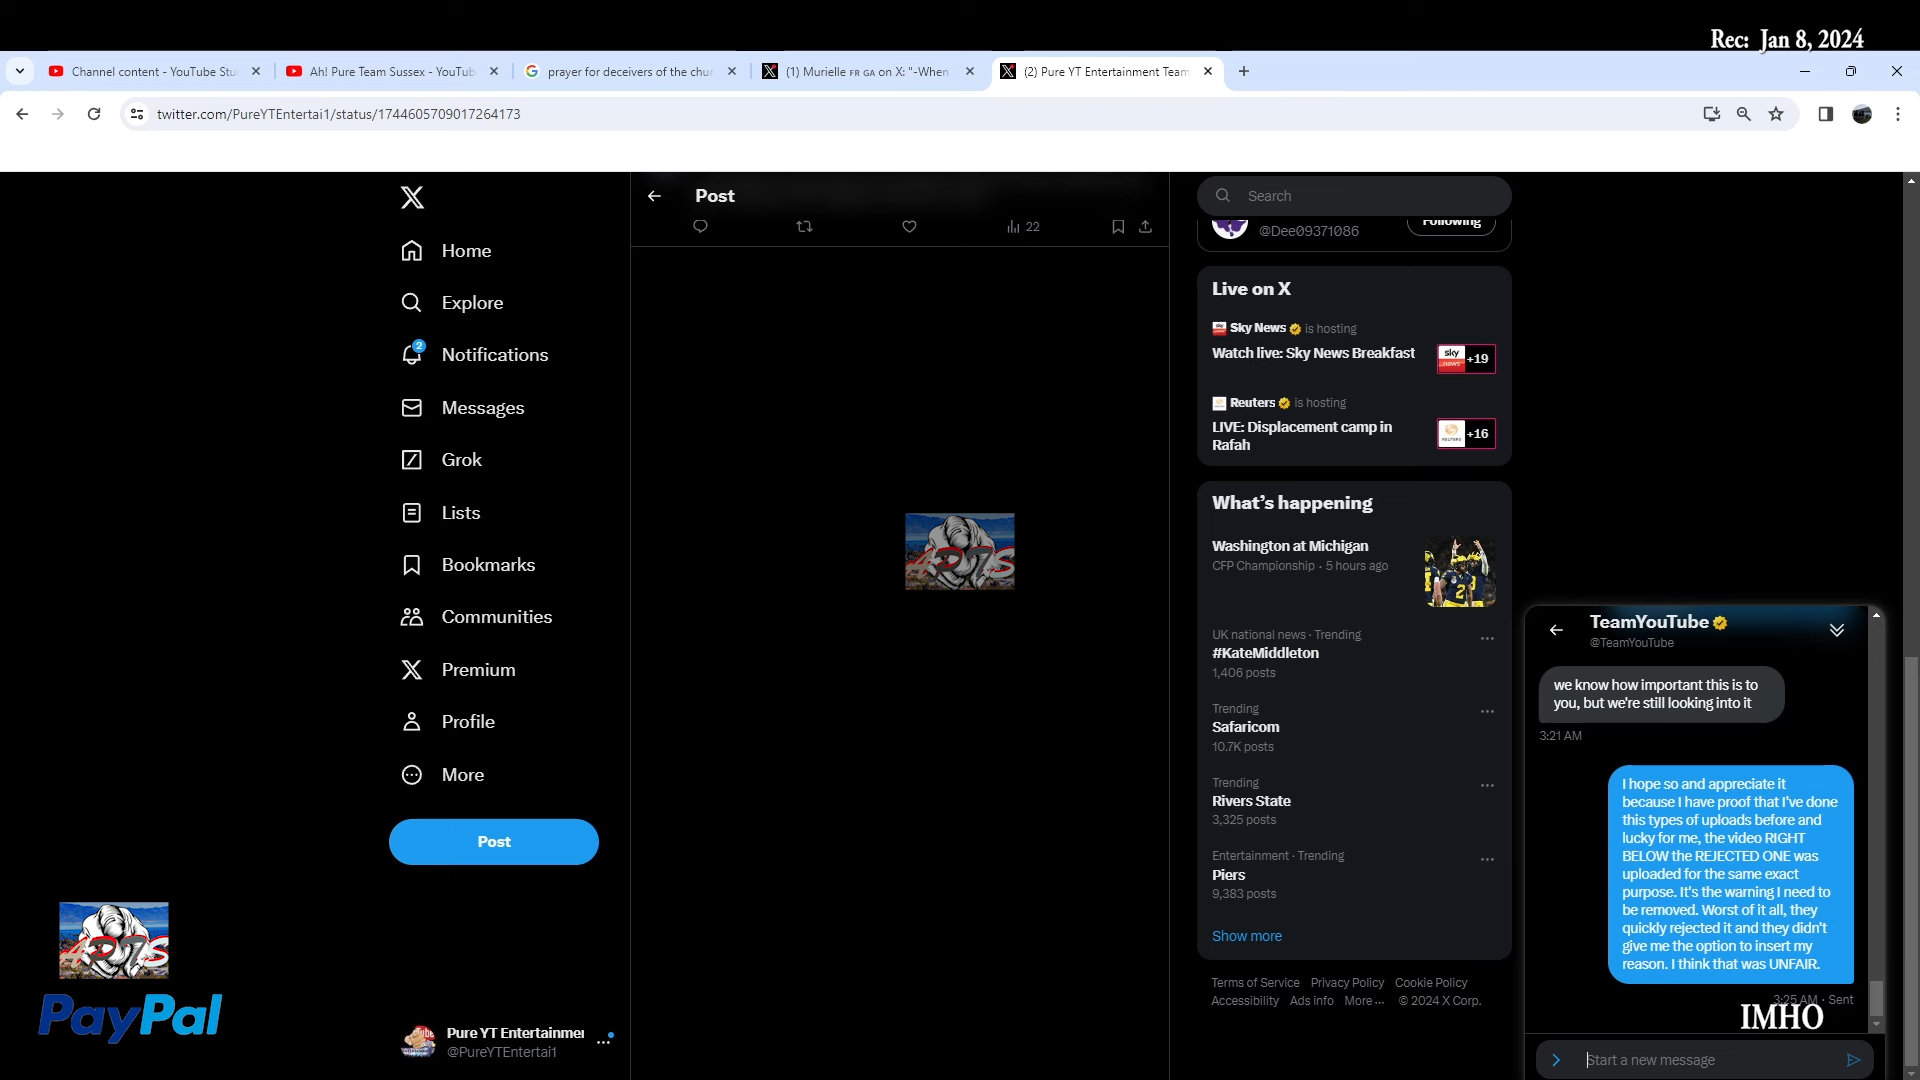 Rec: Jan 8, 2024
Channel content - YouTube Stu
Ah! Pure Team Sussex - YouTub
prayer for deceivers of the chur
(1) Murielle FR GA on X: "-When
(2) Pure YT Entertainment Team
twitter.com/PureYTEntertai1/status/1744605709017264173
Home
Explore
2
Notifications
Messages
Grok
Lists
Bookmarks
Communities
Premium
Profile
More
Post
PayPal
Pure YT Entertainmen
@PureYTEntertai1
Post
22
ADTS
Search
@Dee09371086
Following
Live on X
Sky News is hosting
Watch live: Sky News Breakfast
sky news
+19
Reuters is hosting
LIVE: Displacement camp in
Rafah
REUTERS
+16
What's happening
Washington at Michigan
CFP Championship · 5 hours ago
UK national news · Trending
#KateMiddleton
1,406 posts
Trending
Safaricom
10.7K posts
Trending
Rivers State
3,325 posts
Entertainment · Trending
Piers
9,383 posts
Show more
Terms of Service Privacy Policy Cookie Policy
Accessibility Ads info More ... © 2024 X Corp.
TeamYouTube
@TeamYouTube
we know how important this is to
you, but we're still looking into it
3:21 AM
I hope so and appreciate it
because I have proof that I've done
this types of uploads before and
lucky for me, the video RIGHT
BELOW the REJECTED ONE was
uploaded for the same exact
purpose. It's the warning I need to
be removed. Worst of it all, they
quickly rejected it and they didn't
give me the option to insert my
reason. I think that was UNFAIR.
3:25 AM · Sent
IMHO
Start a new message